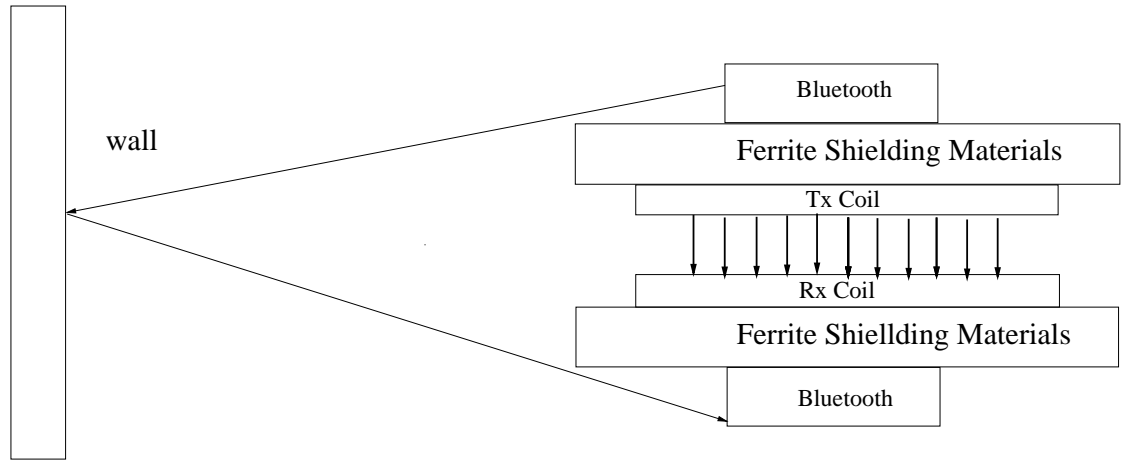 Bluetooth
wall
Ferrite Shielding Materials
Tx Coil
Rx Coil
Ferrite Shiellding Materials
Bluetooth